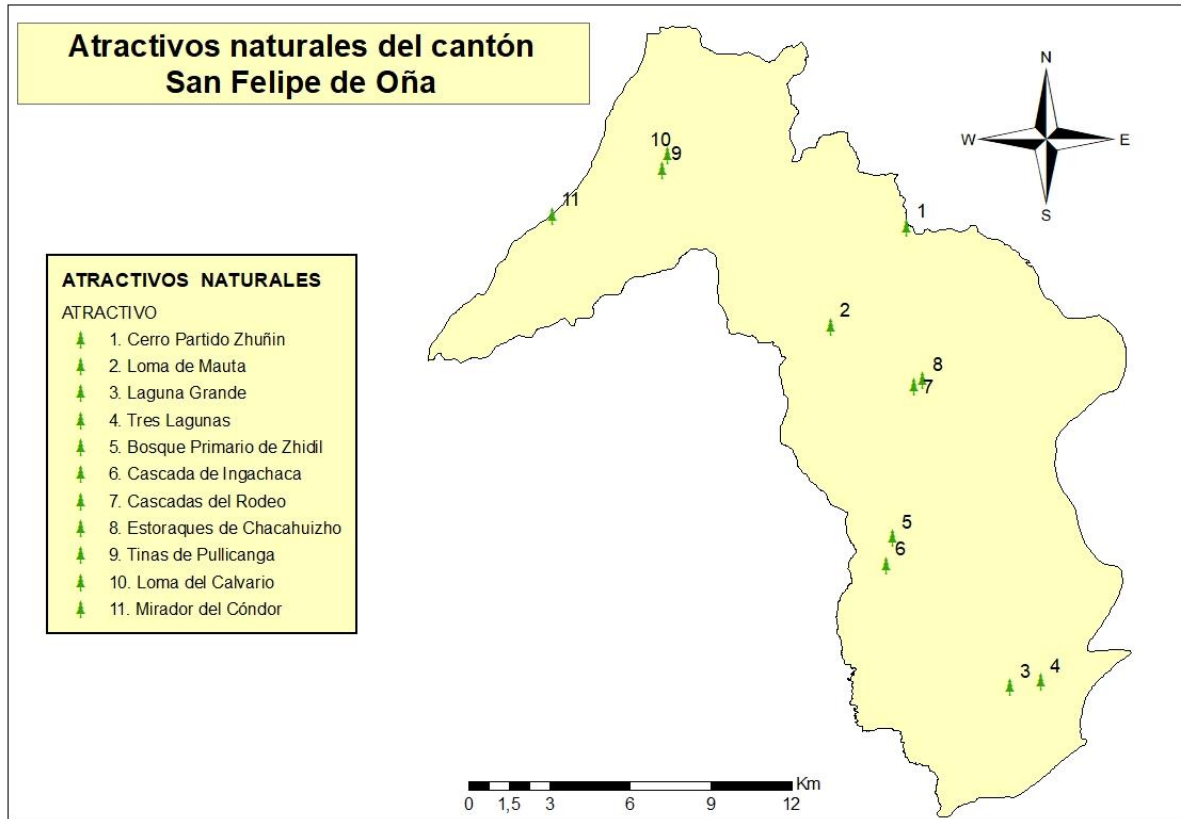 Atractivos naturales del cantón
San Felipe de Oña
N
W
E
S
10
9
11
1
2
8
7
5
6
3
4
ATRACTIVOS NATURALES
ATRACTIVO
1. Cerro Partido Zhuñin
2. Loma de Mauta
3. Laguna Grande
4. Tres Lagunas
5. Bosque Primario de Zhidil
6. Cascada de Ingachaca
7. Cascadas del Rodeo
8. Estoraques de Chacahuizho
9. Tinas de Pullicanga
10. Loma del Calvario
11. Mirador del Cóndor
Km
0 1,5 3 6 9 12